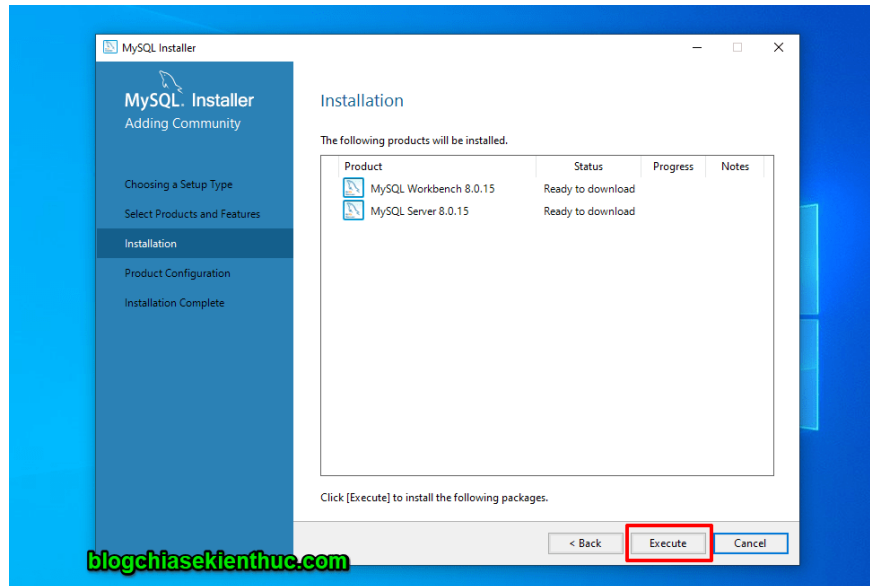 MySQL Installer
MySQL. Installer
Adding Community
Choosing a Setup Type
Select Products and Features
Installation
Product Configuration
Installation Complete
Installation
The following products will be installed.
Product Status Progress Notes
MySQL Workbench 8.0.15 Ready to download
MySQL Server 8.0.15 Ready to download
Click [Execute] to install the following packages.
< Back Execute Cancel
blogchiasekienthuc.com